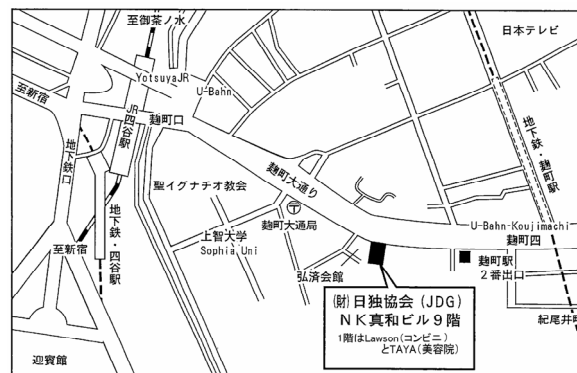 至御茶ノ水
日本テレビ
YotsuyaJR
U-Bahn
至新宿
JR四谷駅
麹町口
地下鉄口
地下鉄・麹町駅
麹町大通り
聖イグナチオ教会
〒
麹町大通局
上智大学
Sophia Uni
地下鉄・四谷駅
至新宿
U-Bahn-Koujimachi
麹町四
弘済会館
麹町駅
2番出口
(財)日独協会(JDG)
NK真和ビル9階
1階はLawson(コンビニ)
とTAYA(美容院)
紀尾井町
迎賓館